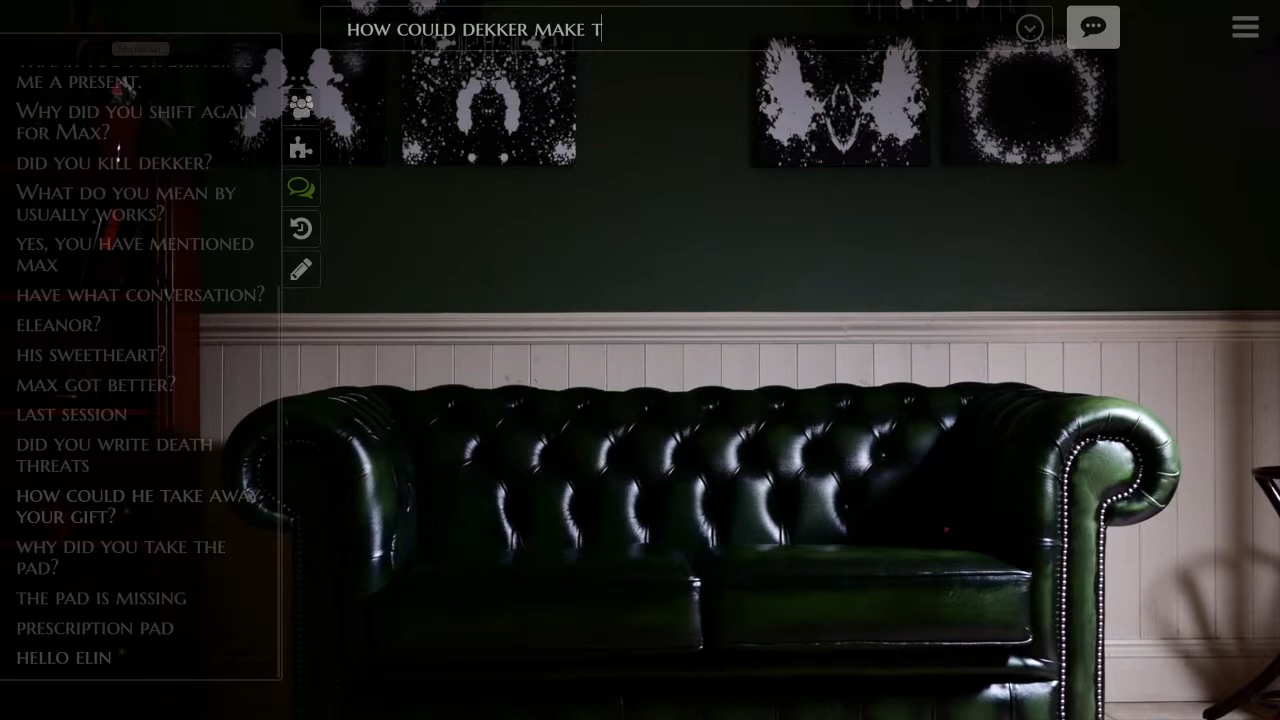 HOW COULD DEKKER MAKE T
ME A PRESENT.
WHY DID YOU SHIFT AGAIN
FOR MAX?
DID YOU KILL DEKKER?
WHAT DO YOU MEAN BY
USUALLY WORKS?
YES, YOU HAVE MENTIONED
MAX
HAVE WHAT CONVERSATION?
ELEANOR?
HIS SWEETHEART?
MAX GOT BETTER?
LAST SESSION
DID YOU WRITE DEATH
THREATS
HOW COULD HE TAKE AWAY
YOUR GIFT? *
WHY DID YOU TAKE THE
PAD?
THE PAD IS MISSING
PRESCRIPTION PAD
HELLO ELIN *